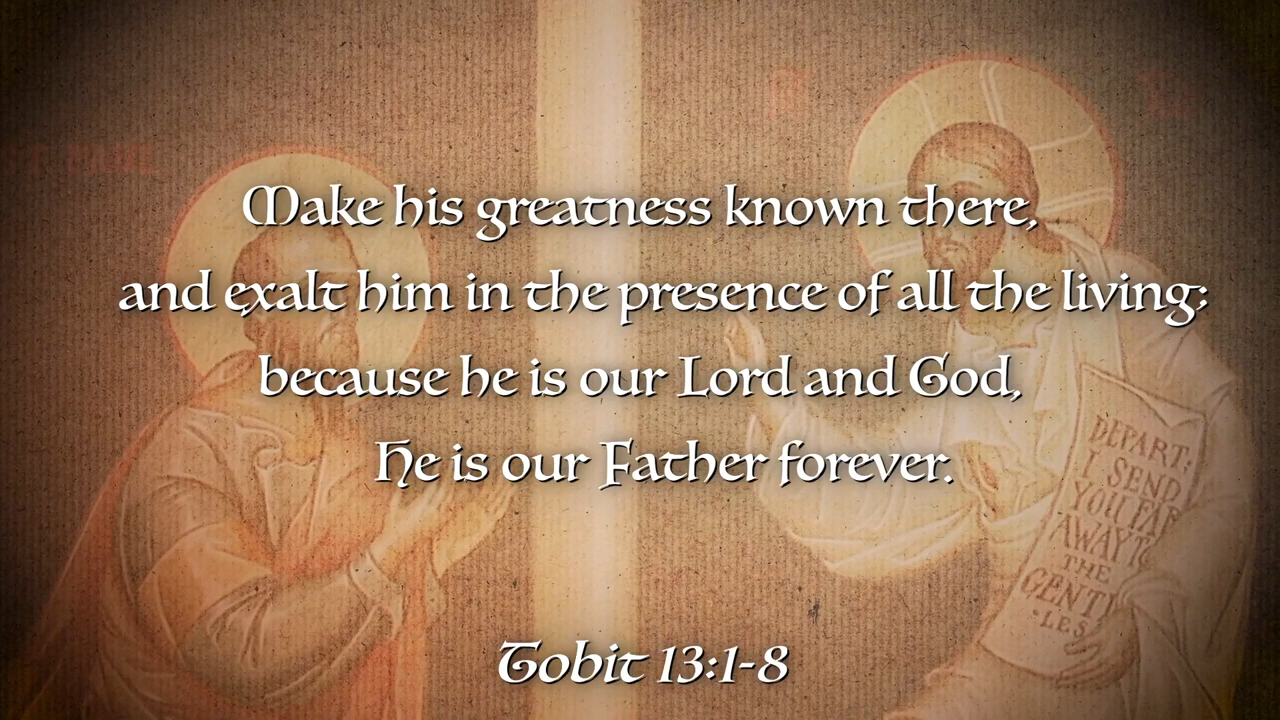 Make his greatness known there,
and exalt him in the presence of all the living:
because he is our Lord and God,
He is our Father forever.
DEPART:
I SEND
YOU FAR
AWAY TO
THE
GENTI
·LES
Tobit 13:1-8